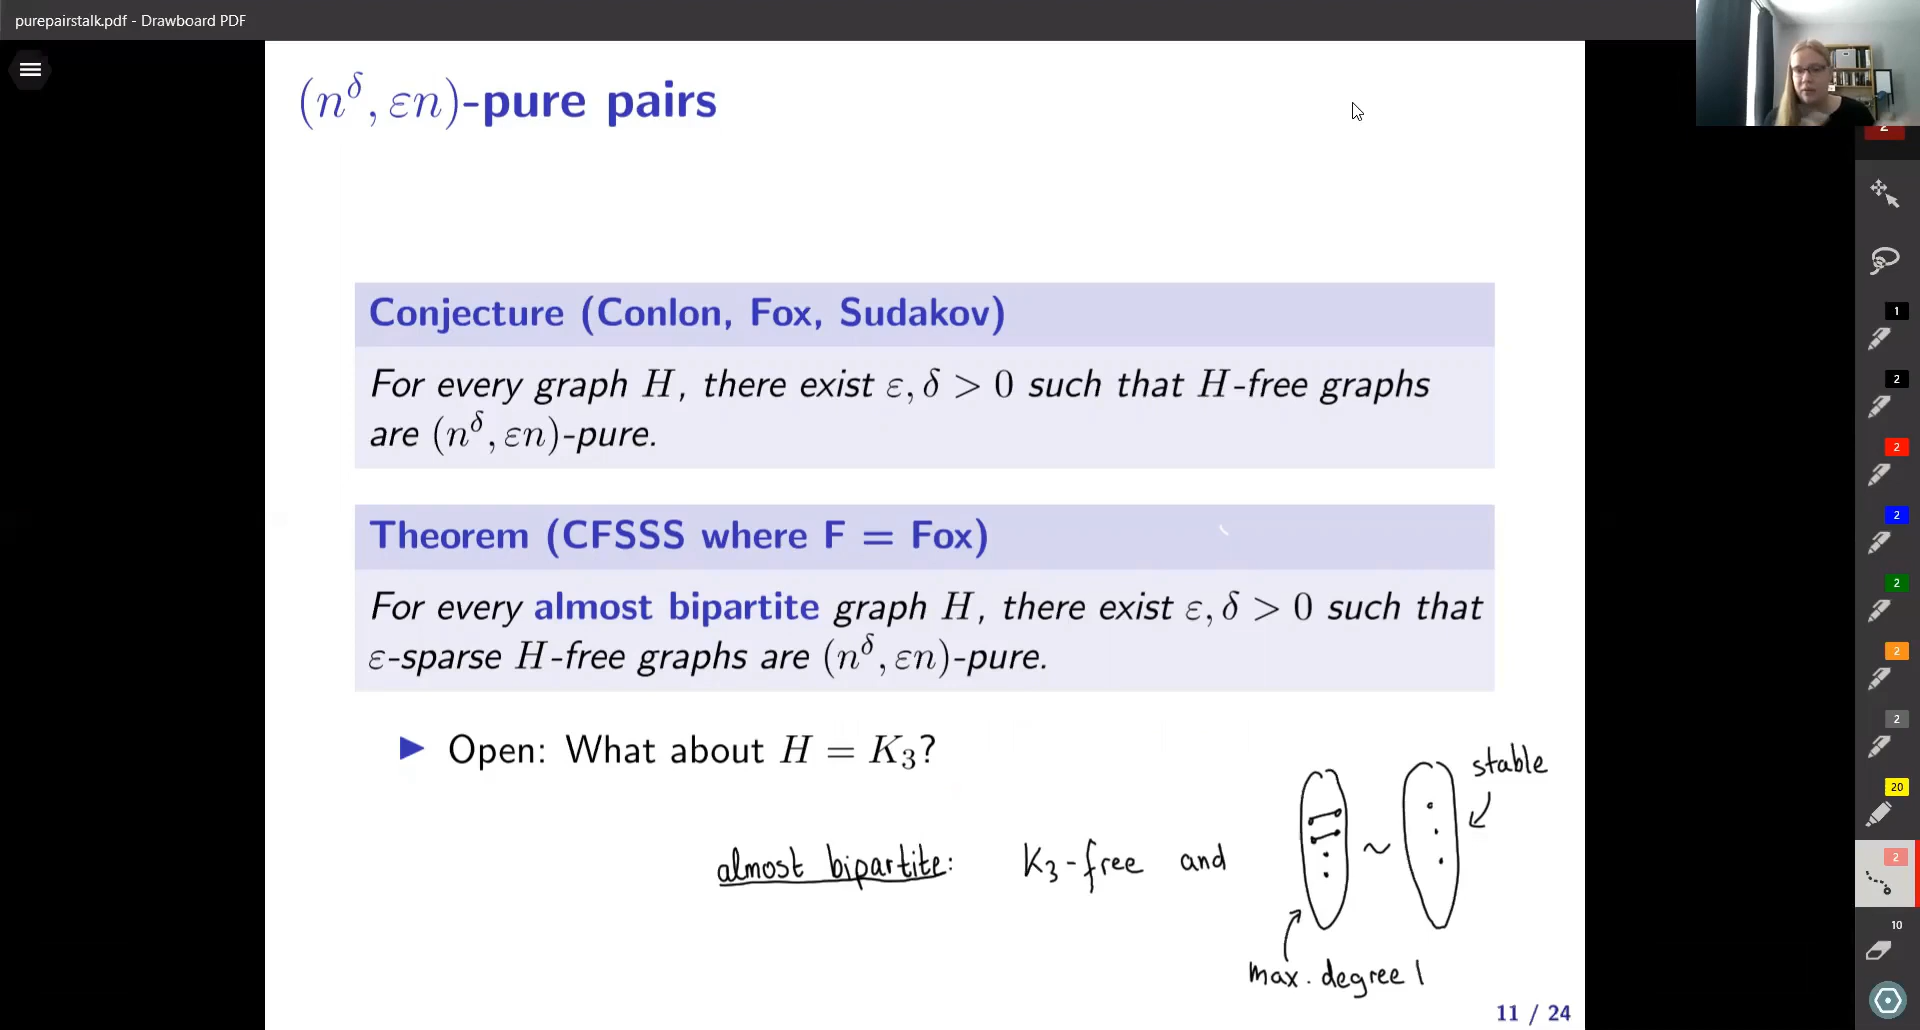 purepairstalk.pdf - Drawboard PDF
(n^δ, εn)-pure pairs
Conjecture (Conlon, Fox, Sudakov)
For every graph H, there exist ε, δ > 0 such that H-free graphs
are (n^δ, εn)-pure.
Theorem (CFSSS where F = Fox)
For every almost bipartite graph H, there exist ε, δ > 0 such that
ε-sparse H-free graphs are (n^δ, εn)-pure.
▶ Open: What about H = K₃?
stable
almost bipartite: K₃-free and ~
max. degree 1
11 / 24
2
1
2
2
2
2
2
2
20
2
10